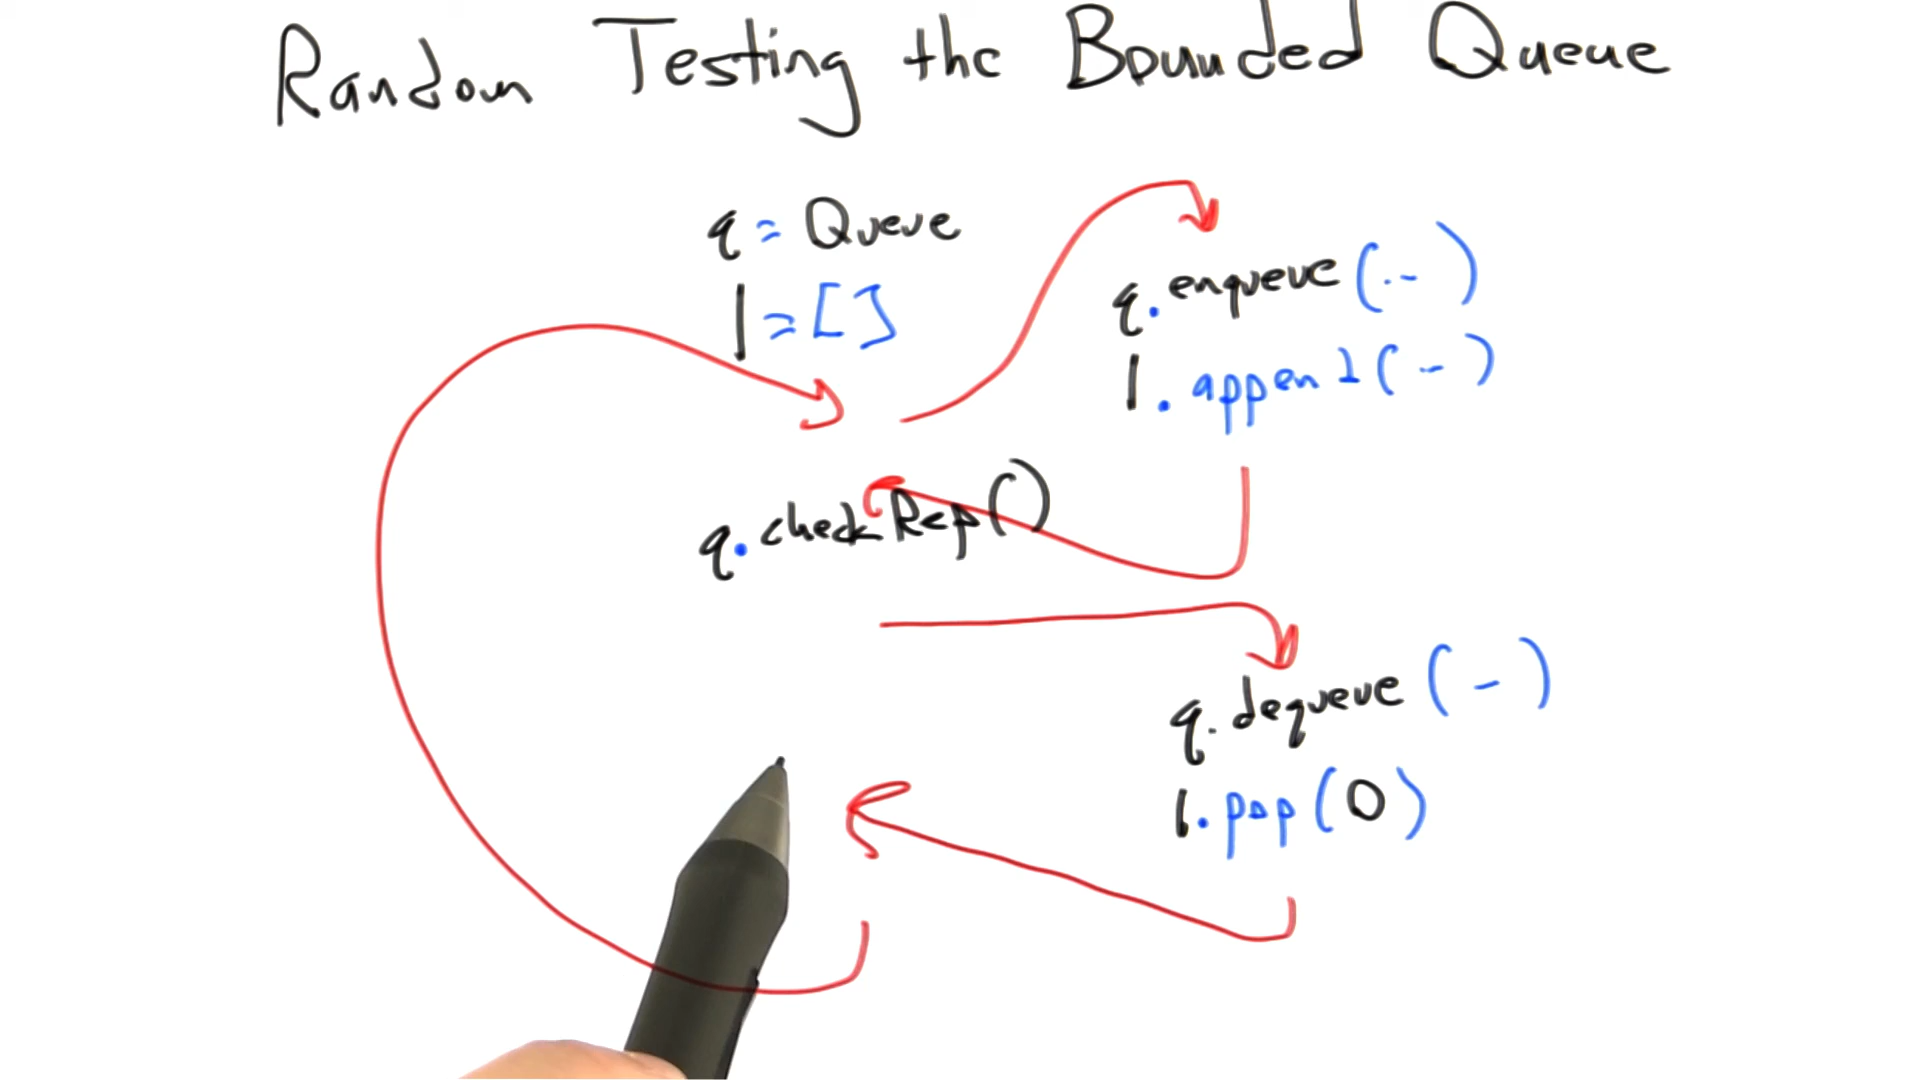 Random Testing the Bounded Queue
q = Queue
l = []
q.enqueue(..-)
l.append(--)
q.checkRep()
q.dequeue(-)
l.pop(0)